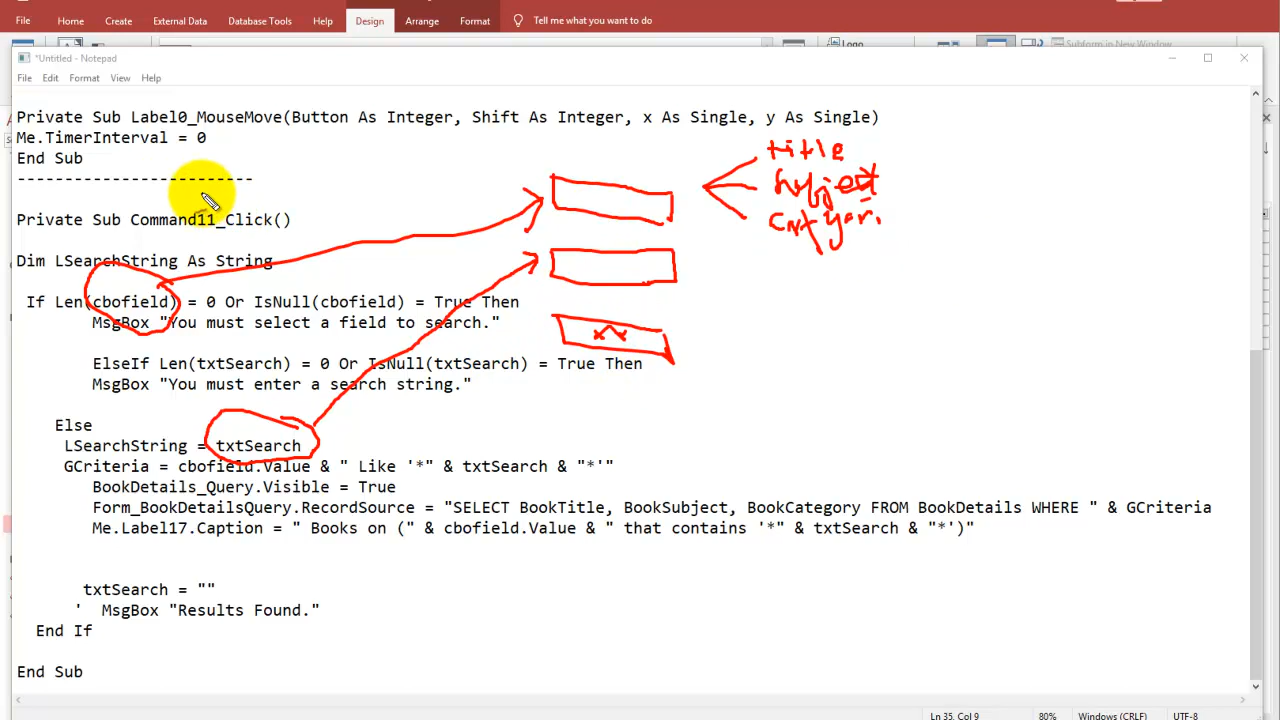 File Home Create External Data Database Tools Help Design Arrange Format Tell me what you want to do
Logo Subform in New Window
*Untitled - Notepad
File Edit Format View Help
Private Sub Label0_MouseMove(Button As Integer, Shift As Integer, x As Single, y As Single)
Me.TimerInterval = 0
End Sub
-------------------------
Private Sub Command11_Click()
Dim LSearchString As String
If Len(cbofield) = 0 Or IsNull(cbofield) = True Then
MsgBox "You must select a field to search."
ElseIf Len(txtSearch) = 0 Or IsNull(txtSearch) = True Then
MsgBox "You must enter a search string."
Else
LSearchString = txtSearch
GCriteria = cbofield.Value & " Like '*" & txtSearch & "*'"
BookDetails_Query.Visible = True
Form_BookDetailsQuery.RecordSource = "SELECT BookTitle, BookSubject, BookCategory FROM BookDetails WHERE " & GCriteria
Me.Label17.Caption = " Books on (" & cbofield.Value & " that contains '*" & txtSearch & "*')"
txtSearch = ""
' MsgBox "Results Found."
End If
End Sub
title
Subject
Ln 35, Col 9 80% Windows (CRLF) UTF-8